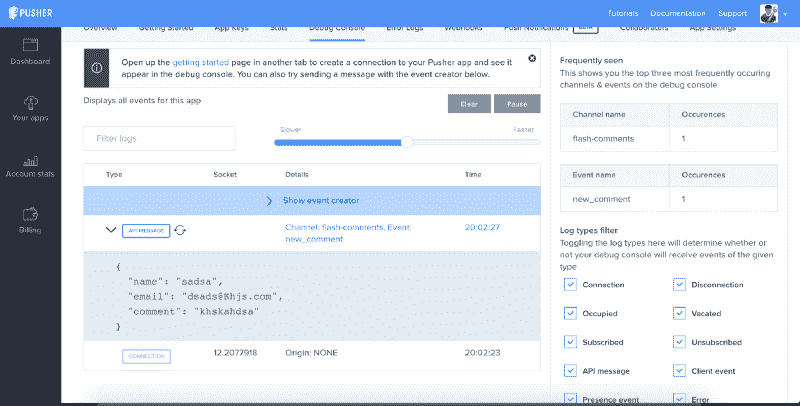 PUSHER
Tutorials Documentation Support
Overview Getting Started App Keys Stats Debug Console Error Logs Webhooks Push Notifications BETA Collaborators App Settings
Dashboard
Your apps
Account stats
Billing
Open up the getting started page in another tab to create a connection to your Pusher app and see it
appear in the debug console. You can also try sending a message with the event creator below.
Displays all events for this app
Clear Pause
Filter logs
Slower Faster
Type Socket Details Time
Show event creator
API MESSAGE Channel: flash-comments, Event:
new_comment 20:02:27
{
"name": "sadsa",
"email": "dsads@Khjs.com",
"comment": "khskahdsa"
}
CONNECTION 12.2077918 Origin: NONE 20:02:23
Frequently seen
This shows you the top three most frequently occuring
channels & events on the debug console
Channel name Occurences
flash-comments 1
Event name Occurences
new_comment 1
Log types filter
Toggling the log types here will determine whether or
not your debug console will receive events of the given
type
Connection Disconnection
Occupied Vacated
Subscribed Unsubscribed
API message Client event
Presence event Error